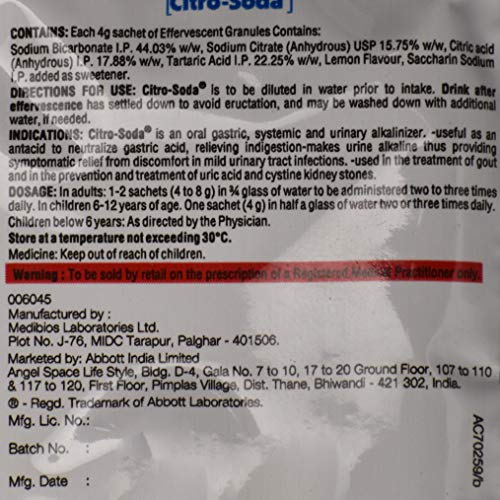 [Citro-Soda]
CONTAINS: Each 4g sachet of Effervescent Granules Contains:
Sodium Bicarbonate I.P. 44.03% w/w, Sodium Citrate (Anhydrous) USP 15.75% w/w, Citric acid
(Anhydrous) I.P. 17.88% w/w, Tartaric Acid I.P. 22.25% w/w, Lemon Flavour, Saccharin Sodium
I.P. added as sweetener.
DIRECTIONS FOR USE: Citro-Soda® is to be diluted in water prior to intake. Drink after
effervescence has settled down to avoid eructation, and may be washed down with additional
water, if needed.
INDICATIONS: Citro-Soda® is an oral gastric, systemic and urinary alkalinizer. -useful as an
antacid to neutralize gastric acid, relieving indigestion-makes urine alkaline thus providing
symptomatic relief from discomfort in mild urinary tract infections. -used in the treatment of gout
and in the prevention and treatment of uric acid and cystine kidney stones.
DOSAGE: In adults: 1-2 sachets (4 to 8 g) in ¾ glass of water to be administered two to three times
daily. In children 6-12 years of age. One sachet (4 g) in half a glass of water two or three times daily.
Children below 6 years: As directed by the Physician.
Store at a temperature not exceeding 30°C.
Medicine: Keep out of reach of children.
Warning : To be sold by retail on the prescription of a Registered Medical Practitioner only.
006045
Manufactured by :
Medibios Laboratories Ltd.
Plot No. J-76, MIDC Tarapur, Palghar - 401506.
Marketed by: Abbott India Limited
Angel Space Life Style, Bldg. D-4, Gala No. 7 to 10, 17 to 20 Ground Floor, 107 to 110
& 117 to 120, First Floor, Pimplas Village, Dist. Thane, Bhiwandi - 421 302, India.
® - Regd. Trademark of Abbott Laboratories.
Mfg. Lic. No.:
Batch No. :
Mfg. Date :
AC70259/b